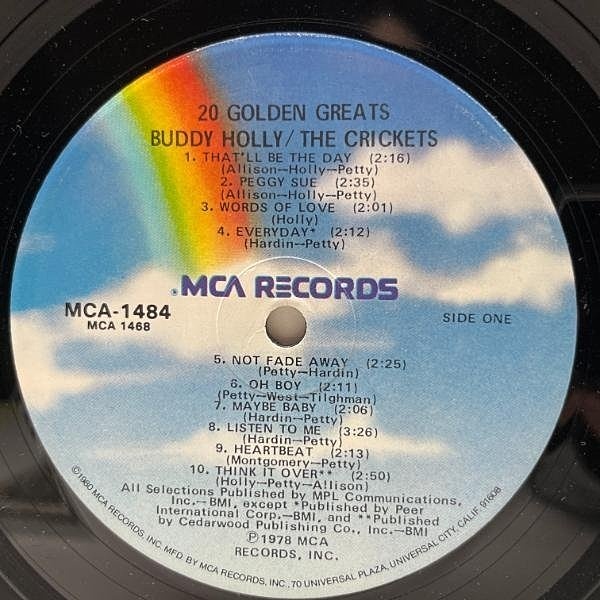 20 GOLDEN GREATS
BUDDY HOLLY/THE CRICKETS
1. THAT'LL BE THE DAY (2:16)
(Allison—Holly—Petty)
2. PEGGY SUE (2:35)
(Allison—Holly—Petty)
3. WORDS OF LOVE (2:01)
(Holly)
4. EVERYDAY* (2:12)
(Hardin—Petty)
MCA RECORDS
MCA-1484
MCA 1468
SIDE ONE
5. NOT FADE AWAY (2:25)
(Petty—Hardin)
6. OH BOY (2:11)
(Petty—West—Tilghman)
7. MAYBE BABY (2:06)
(Hardin—Petty)
8. LISTEN TO ME (3:26)
(Hardin—Petty)
9. HEARTBEAT (2:13)
(Montgomery—Petty)
10. THINK IT OVER** (2:50)
(Holly—Petty—Allison)
All Selections Published by MPL Communications,
Inc.—BMI, except *Published by Peer
International Corp.—BMI, and **Published
by Cedarwood Publishing Co., Inc.—BMI
Ⓟ1978 MCA
RECORDS, INC.
©1980 MCA RECORDS, INC. MFD BY MCA RECORDS, INC., 70 UNIVERSAL PLAZA, UNIVERSAL CITY, CALIF. 91608